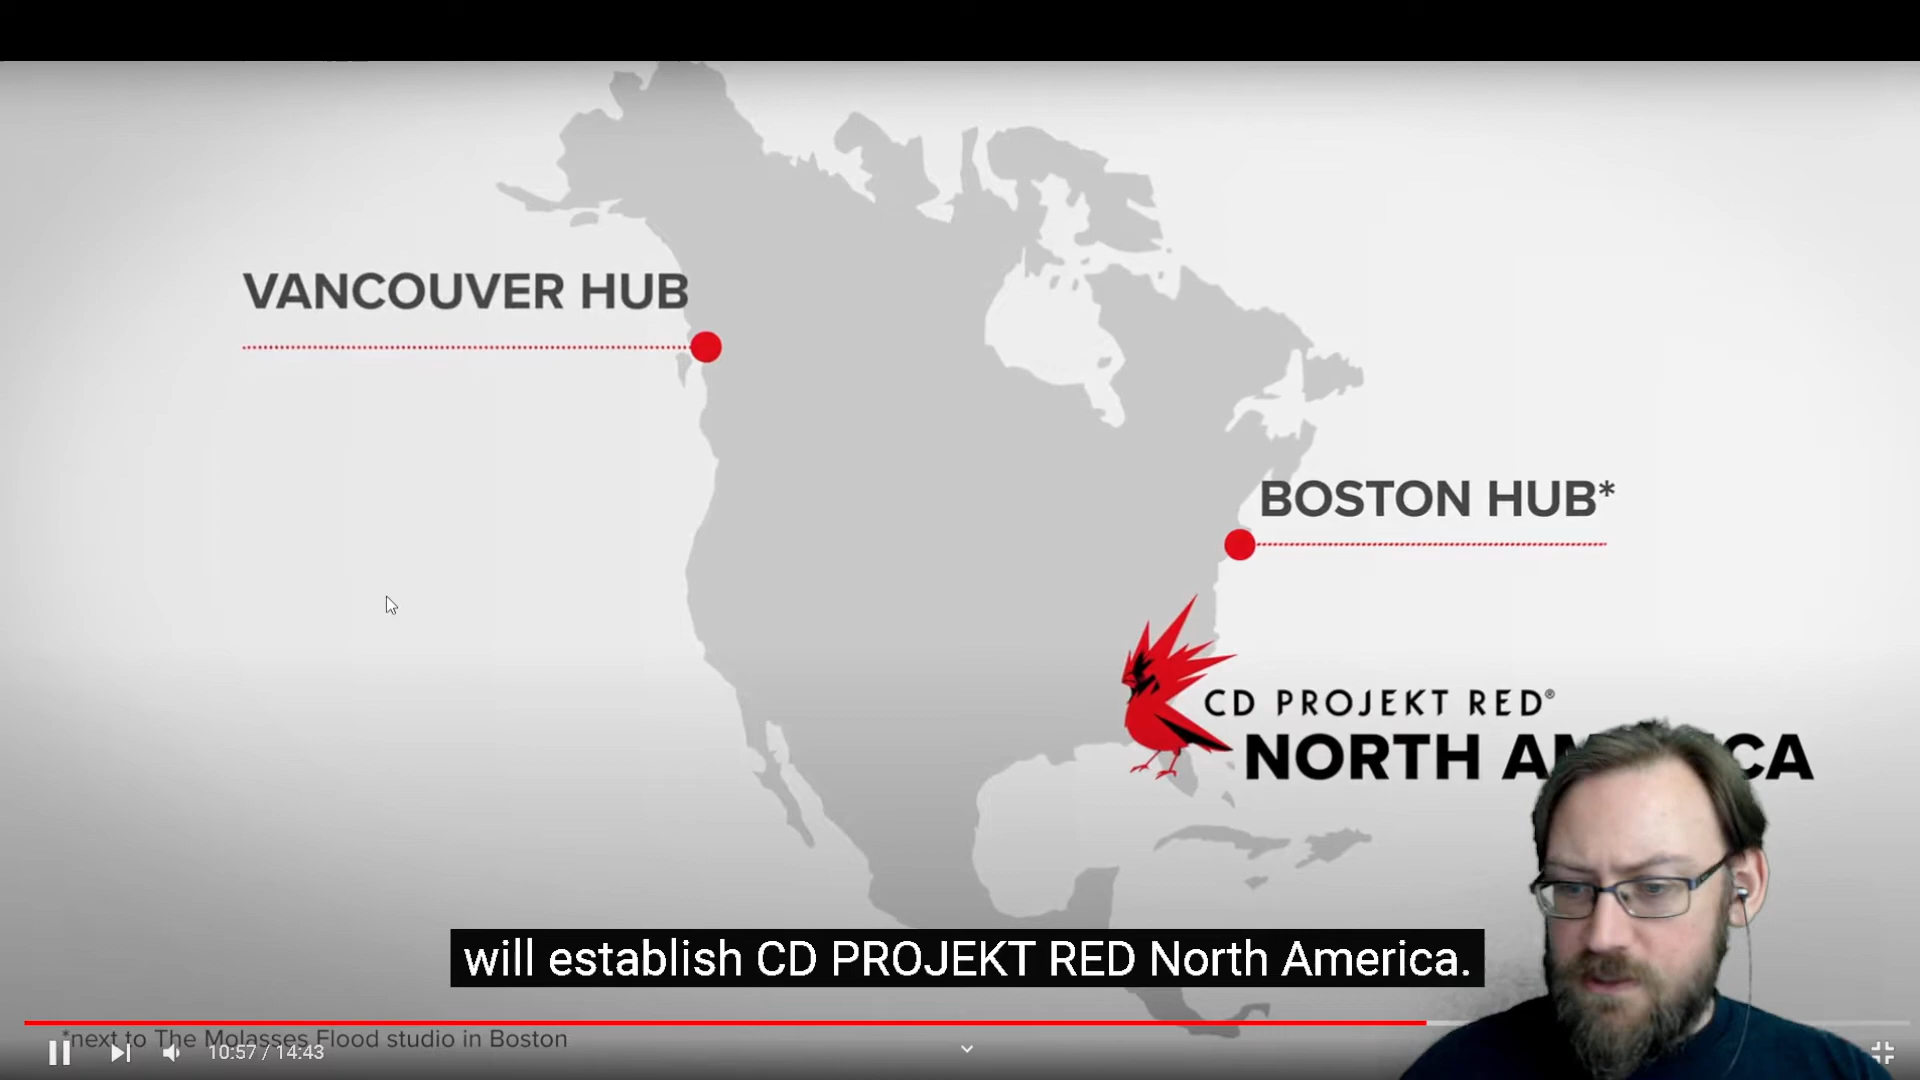 VANCOUVER HUB
BOSTON HUB*
CD PROJEKT RED®
NORTH A CA
will establish CD PROJEKT RED North America.
*next to The Molasses Flood studio in Boston
10:57 / 14:43